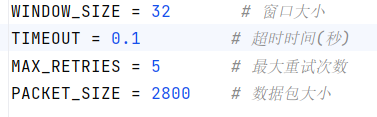 WINDOW_SIZE = 32 # 窗口大小
TIMEOUT = 0.1 # 超时时间(秒)
MAX_RETRIES = 5 # 最大重试次数
PACKET_SIZE = 2800 # 数据包大小